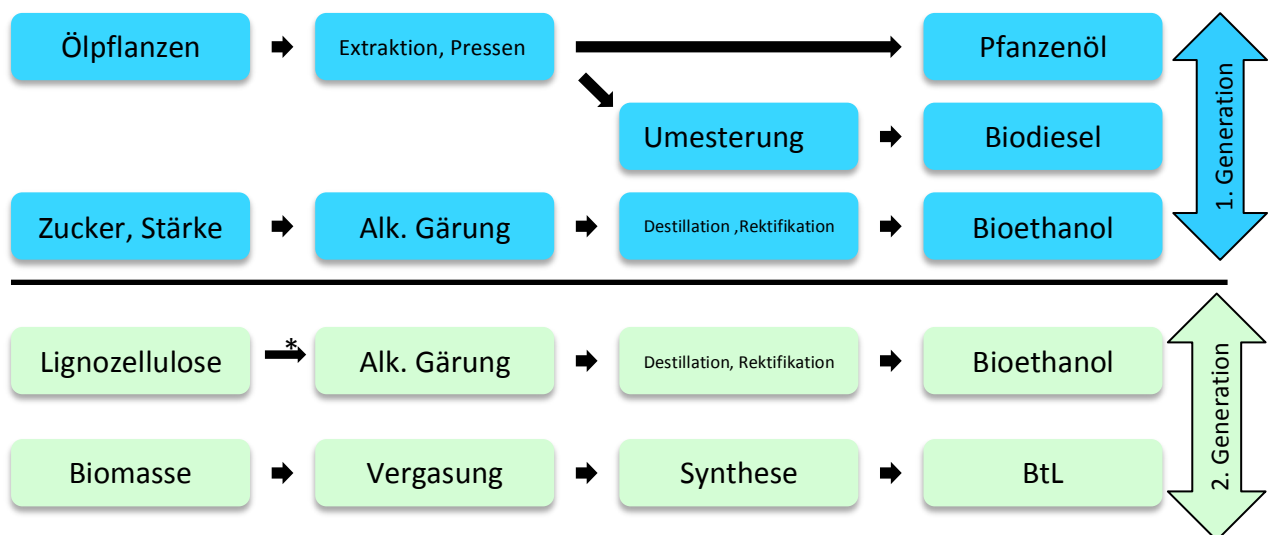 Ölpflanzen
Extraktion, Pressen
Pfanzenöl
Umesterung
Biodiesel
1. Generation
Zucker, Stärke
Alk. Gärung
Destillation ,Rektifikation
Bioethanol
Lignozellulose
*
Alk. Gärung
Destillation, Rektifikation
Bioethanol
2. Generation
Biomasse
Vergasung
Synthese
BtL